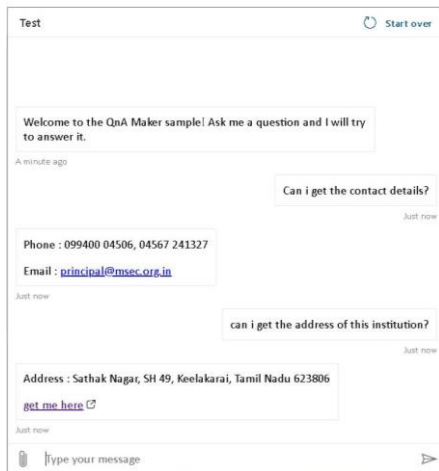 Test
Start over
Welcome to the QnA Maker sample! Ask me a question and I will try
to answer it.
A minute ago
Can i get the contact details?
Just now
Phone : 099400 04506, 04567 241327
Email : principal@msec.org.in
Just now
can i get the address of this institution?
Just now
Address : Sathak Nagar, SH 49, Keelakarai, Tamil Nadu 623806
get me here
Just now
Type your message